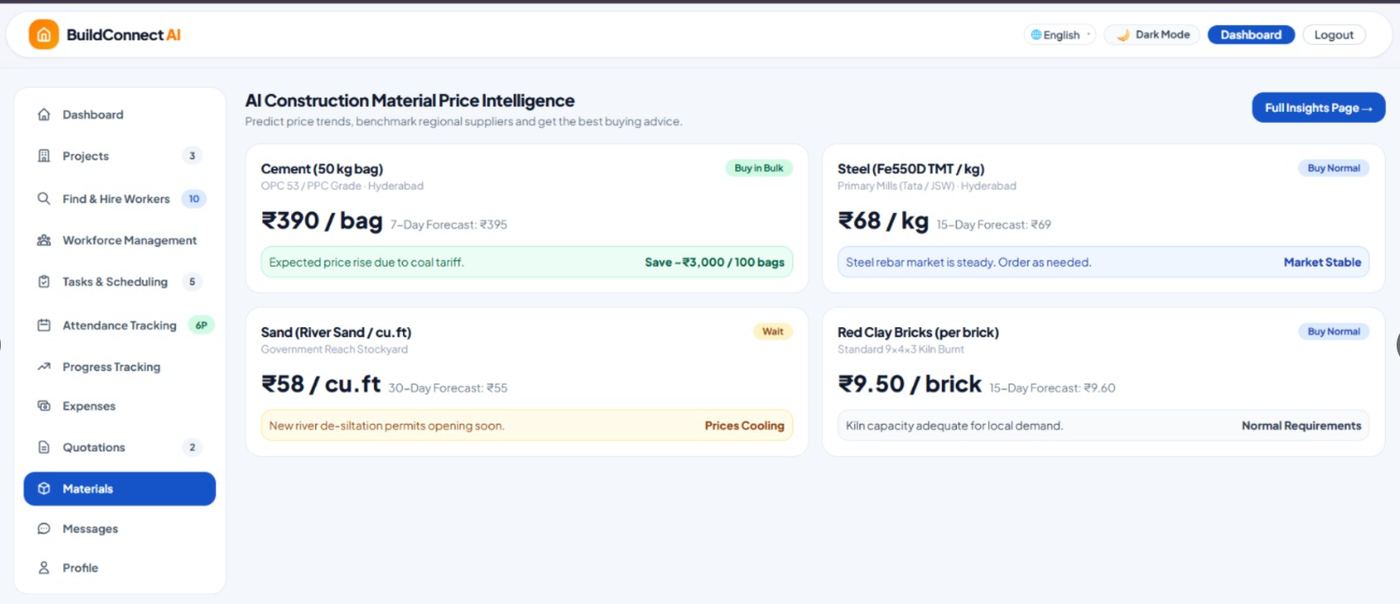 BuildConnect AI
English
Dark Mode
Dashboard
Logout
Dashboard
Projects 3
Find & Hire Workers 10
Workforce Management
Tasks & Scheduling 5
Attendance Tracking 6P
Progress Tracking
Expenses
Quotations 2
Materials
Messages
Profile
AI Construction Material Price Intelligence
Predict price trends, benchmark regional suppliers and get the best buying advice.
Full Insights Page →
Cement (50 kg bag)
Buy in Bulk
OPC 53 / PPC Grade · Hyderabad
₹390 / bag 7-Day Forecast: ₹395
Expected price rise due to coal tariff.
Save ~₹3,000 / 100 bags
Steel (Fe550D TMT / kg)
Buy Normal
Primary Mills (Tata / JSW) · Hyderabad
₹68 / kg 15-Day Forecast: ₹69
Steel rebar market is steady. Order as needed.
Market Stable
Sand (River Sand / cu.ft)
Wait
Government Reach Stockyard
₹58 / cu.ft 30-Day Forecast: ₹55
New river de-siltation permits opening soon.
Prices Cooling
Red Clay Bricks (per brick)
Buy Normal
Standard 9x4x3 Kiln Burnt
₹9.50 / brick 15-Day Forecast: ₹9.60
Kiln capacity adequate for local demand.
Normal Requirements